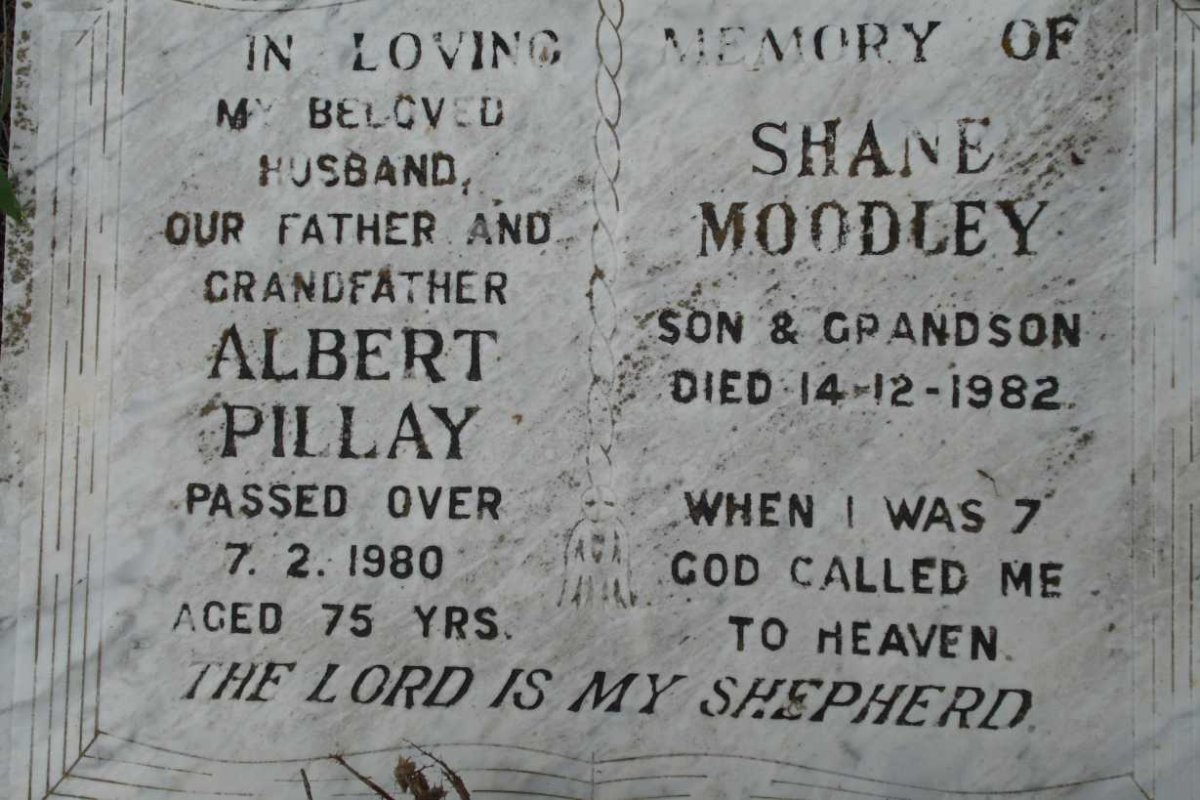 IN LOVING MEMORY OF
MY BELOVED
HUSBAND,
OUR FATHER AND
GRANDFATHER
ALBERT
PILLAY
PASSED OVER
7. 2. 1980
AGED 75 YRS.
SHANE
MOODLEY
SON & GRANDSON
DIED 14-12-1982.
WHEN I WAS 7
GOD CALLED ME
TO HEAVEN.
THE LORD IS MY SHEPHERD.